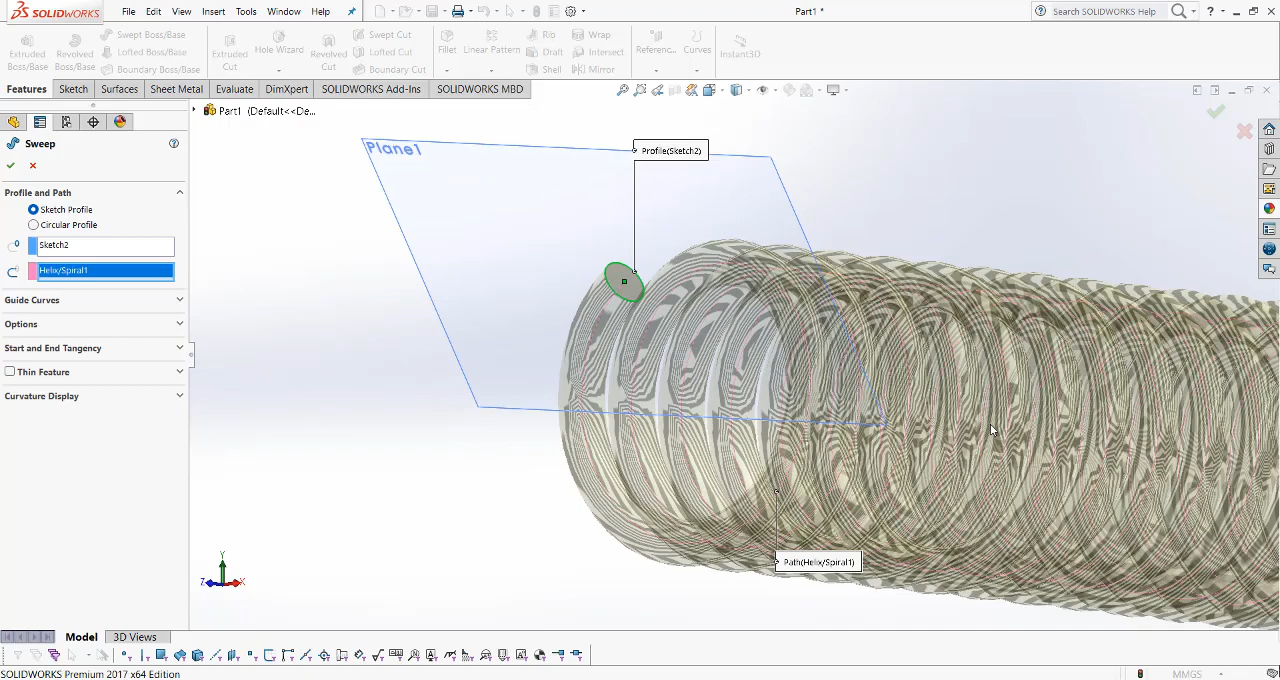 SOLIDWORKS File Edit View Insert Tools Window Help Part1 * Search SOLIDWORKS Help ?
Extruded Boss/Base Revolved Boss/Base Swept Boss/Base Lofted Boss/Base Boundary Boss/Base Extruded Cut Hole Wizard Revolved Cut Swept Cut Lofted Cut Boundary Cut Fillet Linear Pattern Rib Draft Shell Wrap Intersect Mirror Referenc... Curves Instant3D
Features Sketch Surfaces Sheet Metal Evaluate DimXpert SOLIDWORKS Add-Ins SOLIDWORKS MBD
Part1 (Default<<De...
Sweep
Profile and Path
Sketch Profile
Circular Profile
Sketch2
Helix/Spiral1
Guide Curves
Options
Start and End Tangency
Thin Feature
Curvature Display
Plane1
Profile(Sketch2)
Path(Helix/Spiral1)
Y
Z X
Model 3D Views
SOLIDWORKS Premium 2017 x64 Edition MMGS